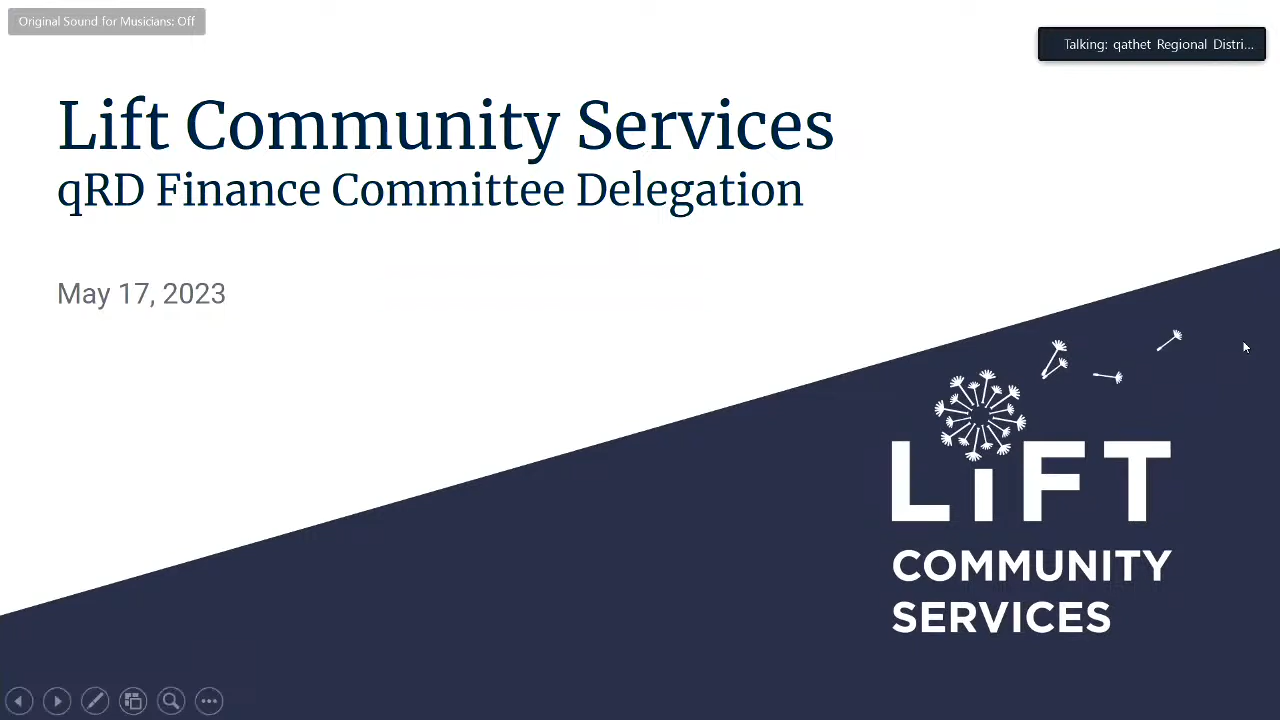 Original Sound for Musicians: Off
Talking: qathet Regional Distri...
Lift Community Services
qRD Finance Committee Delegation
May 17, 2023
LiFT
COMMUNITY
SERVICES